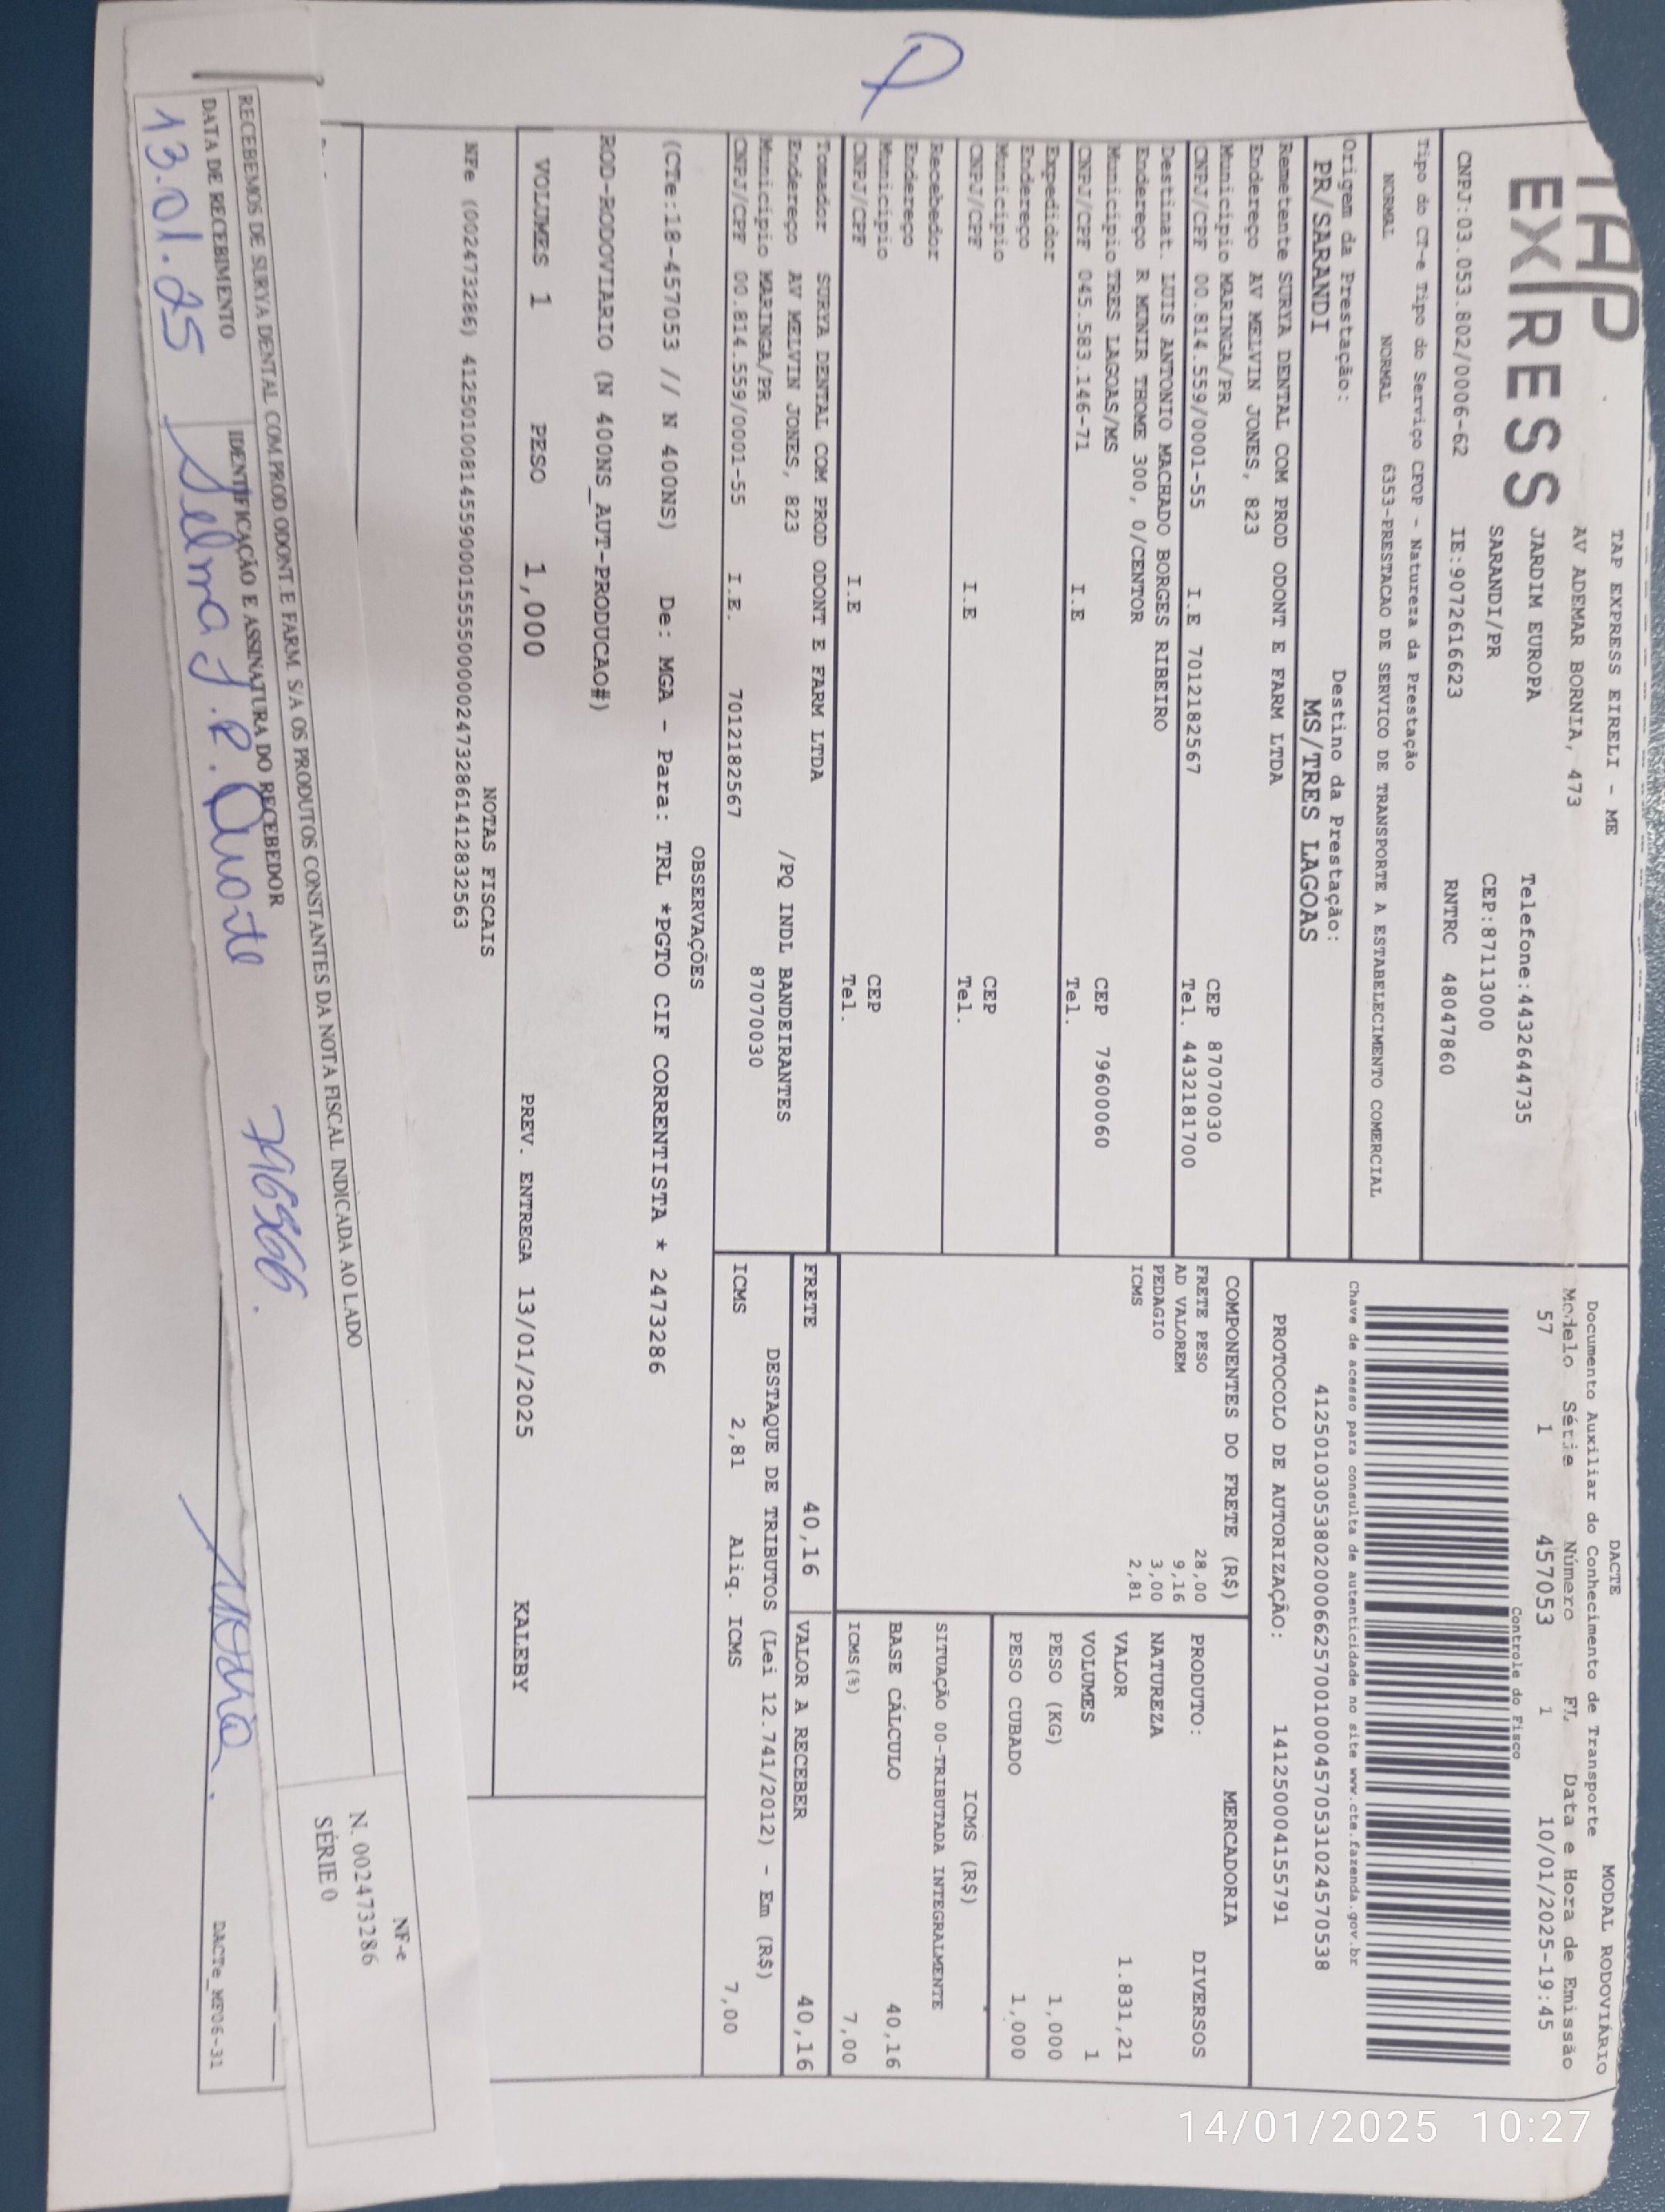 TAP
EXPRESS
TAP EXPRESS EIRELI - ME
AV ADEMAR BORNIA, 473
JARDIM EUROPA Telefone:4432644735
SARANDI/PR CEP:87113000
CNPJ:03.053.802/0006-62 IE:9072616623 RNTRC 48047860
Tipo do CT-e Tipo do Serviço CFOP - Natureza da Prestação
NORMAL NORMAL 6353-PRESTACAO DE SERVICO DE TRANSPORTE A ESTABELECIMENTO COMERCIAL
Origem da Prestação: Destino da Prestação:
PR/SARANDI MS/TRES LAGOAS
DACTE MODAL RODOVIÁRIO
Documento Auxiliar do Conhecimento de Transporte
Modelo Série Número FL Data e Hora de Emissão
57 1 457053 1 10/01/2025-19:45
Controle do Fisco
Chave de acesso para consulta de autenticidade no site www.cte.fazenda.gov.br
41250103053802000662570010004570531024570538
PROTOCOLO DE AUTORIZAÇÃO: 141250004155791
Remetente SURYA DENTAL COM PROD ODONT E FARM LTDA
Endereço AV MELVIN JONES, 823
Município MARINGA/PR CEP 87070030
CNPJ/CPF 00.814.559/0001-55 I.E 7012182567 Tel. 4432181700
Destinat. LUIS ANTONIO MACHADO BORGES RIBEIRO
Endereço R MUNIR THOME 300, 0/CENTOR
Município TRES LAGOAS/MS CEP 79600060
CNPJ/CPF 045.583.146-71 I.E Tel.
Expedidor
Endereço
Município CEP
CNPJ/CPF I.E Tel.
Recebedor
Endereço
Município CEP
CNPJ/CPF I.E Tel.
Tomador SURYA DENTAL COM PROD ODONT E FARM LTDA
Endereço AV MELVIN JONES, 823 /PQ INDL BANDEIRANTES
Município MARINGA/PR 87070030
CNPJ/CPF 00.814.559/0001-55 I.E. 7012182567
COMPONENTES DO FRETE (R$)
FRETE PESO 28,00
AD VALOREM 9,16
PEDAGIO 3,00
ICMS 2,81
MERCADORIA
PRODUTO: DIVERSOS
NATUREZA
VALOR 1.831,21
VOLUMES 1
PESO (KG) 1,000
PESO CUBADO 1,000
ICMS (R$)
SITUAÇÃO 00-TRIBUTADA INTEGRALMENTE
BASE CÁLCULO 40,16
ICMS(%) 7,00
FRETE 40,16 VALOR A RECEBER 40,16
DESTAQUE DE TRIBUTOS (Lei 12.741/2012) - Em (R$)
ICMS 2,81 Aliq. ICMS 7,00
OBSERVAÇÕES
(CTe:18-457053 // N 400NS) De: MGA - Para: TRL *PGTO CIF CORRENTISTA * 2473286
ROD-RODOVIARIO (N 400NS_AUT-PRODUCAO#)
VOLUMES 1 PESO 1,000 PREV. ENTREGA 13/01/2025 KALEBY
NOTAS FISCAIS
NFe (002473286) 41250100814559000155550000024732861412832563
RECEBEMOS DE SURYA DENTAL COM PROD ODONT.E FARM. S/A OS PRODUTOS CONSTANTES DA NOTA FISCAL INDICADA AO LADO
DATA DE RECEBIMENTO IDENTIFICAÇÃO E ASSINATURA DO RECEBEDOR
13.01.25 Selma J.R. Duarte
NF-e
N. 002473286
SÉRIE 0
DACTe_MF06-31
14/01/2025 10:27